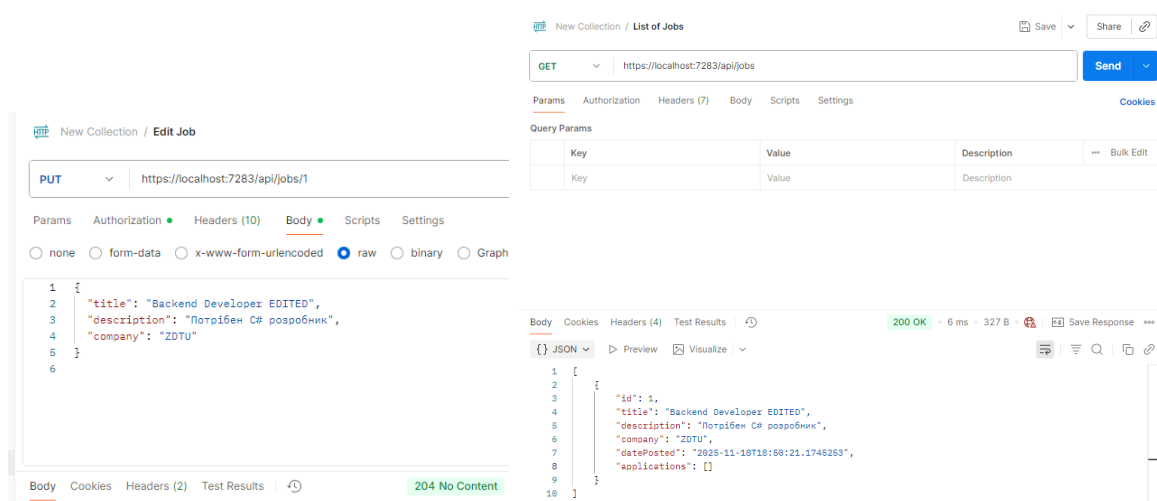 New Collection / Edit Job
PUT https://localhost:7283/api/jobs/1
Params Authorization Headers (10) Body Scripts Settings
none form-data x-www-form-urlencoded raw binary Graph
1 {
2 "title": "Backend Developer EDITED",
3 "description": "Потрібен C# розробник",
4 "company": "ZDTU"
5 }
6
Body Cookies Headers (2) Test Results 204 No Content
HTTP New Collection / List of Jobs Save Share
GET https://localhost:7283/api/jobs Send
Params Authorization Headers (7) Body Scripts Settings Cookies
Query Params
Key Value Description Bulk Edit
Key Value Description
Body Cookies Headers (4) Test Results 200 OK 6 ms 327 B Save Response
{} JSON Preview Visualize
1 [
2 {
3 "id": 1,
4 "title": "Backend Developer EDITED",
5 "description": "Потрібен C# розробник",
6 "company": "ZDTU",
7 "datePosted": "2025-11-18T18:50:21.1745253",
8 "applications": []
9 }
10 ]